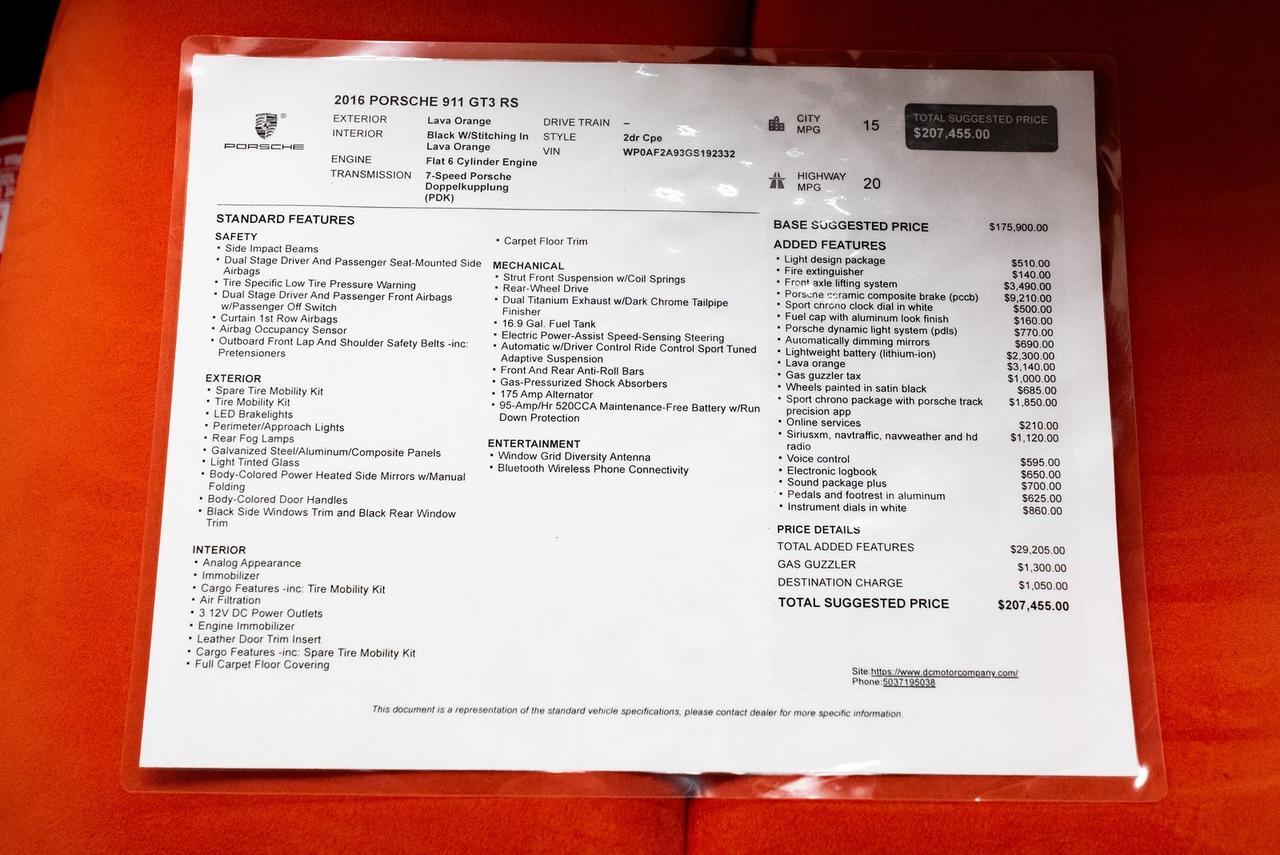 2016 PORSCHE 911 GT3 RS
PORSCHE
EXTERIOR Lava Orange
INTERIOR Black W/Stitching In
Lava Orange
ENGINE Flat 6 Cylinder Engine
TRANSMISSION 7-Speed Porsche
Doppelkupplung
(PDK)
DRIVE TRAIN –
STYLE 2dr Cpe
VIN WP0AF2A93GS192332
CITY
MPG 15
HIGHWAY
MPG 20
TOTAL SUGGESTED PRICE
$207,455.00
STANDARD FEATURES
SAFETY
• Side Impact Beams
• Dual Stage Driver And Passenger Seat-Mounted Side
Airbags
• Tire Specific Low Tire Pressure Warning
• Dual Stage Driver And Passenger Front Airbags
w/Passenger Off Switch
• Curtain 1st Row Airbags
• Airbag Occupancy Sensor
• Outboard Front Lap And Shoulder Safety Belts -inc:
Pretensioners
EXTERIOR
• Spare Tire Mobility Kit
• Tire Mobility Kit
• LED Brakelights
• Perimeter/Approach Lights
• Rear Fog Lamps
• Galvanized Steel/Aluminum/Composite Panels
• Light Tinted Glass
• Body-Colored Power Heated Side Mirrors w/Manual
Folding
• Body-Colored Door Handles
• Black Side Windows Trim and Black Rear Window
Trim
INTERIOR
• Analog Appearance
• Immobilizer
• Cargo Features -inc: Tire Mobility Kit
• Air Filtration
• 3 12V DC Power Outlets
• Engine Immobilizer
• Leather Door Trim Insert
• Cargo Features -inc: Spare Tire Mobility Kit
• Full Carpet Floor Covering
• Carpet Floor Trim
MECHANICAL
• Strut Front Suspension w/Coil Springs
• Rear-Wheel Drive
• Dual Titanium Exhaust w/Dark Chrome Tailpipe
Finisher
• 16.9 Gal. Fuel Tank
• Electric Power-Assist Speed-Sensing Steering
• Automatic w/Driver Control Ride Control Sport Tuned
Adaptive Suspension
• Front And Rear Anti-Roll Bars
• Gas-Pressurized Shock Absorbers
• 175 Amp Alternator
• 95-Amp/Hr 520CCA Maintenance-Free Battery w/Run
Down Protection
ENTERTAINMENT
• Window Grid Diversity Antenna
• Bluetooth Wireless Phone Connectivity
BASE SUGGESTED PRICE $175,900.00
ADDED FEATURES
• Light design package $510.00
• Fire extinguisher $140.00
• Front axle lifting system $3,490.00
• Porsche ceramic composite brake (pccb) $9,210.00
• Sport chrono clock dial in white $500.00
• Fuel cap with aluminum look finish $160.00
• Porsche dynamic light system (pdls) $770.00
• Automatically dimming mirrors $690.00
• Lightweight battery (lithium-ion) $2,300.00
• Lava orange $3,140.00
• Gas guzzler tax $1,000.00
• Wheels painted in satin black $685.00
• Sport chrono package with porsche track $1,850.00
precision app
• Online services $210.00
• Siriusxm, navtraffic, navweather and hd $1,120.00
radio
• Voice control $595.00
• Electronic logbook $650.00
• Sound package plus $700.00
• Pedals and footrest in aluminum $625.00
• Instrument dials in white $860.00
PRICE DETAILS
TOTAL ADDED FEATURES $29,205.00
GAS GUZZLER $1,300.00
DESTINATION CHARGE $1,050.00
TOTAL SUGGESTED PRICE $207,455.00
Site:https://www.dcmotorcompany.com/
Phone:5037195038
This document is a representation of the standard vehicle specifications, please contact dealer for more specific information.